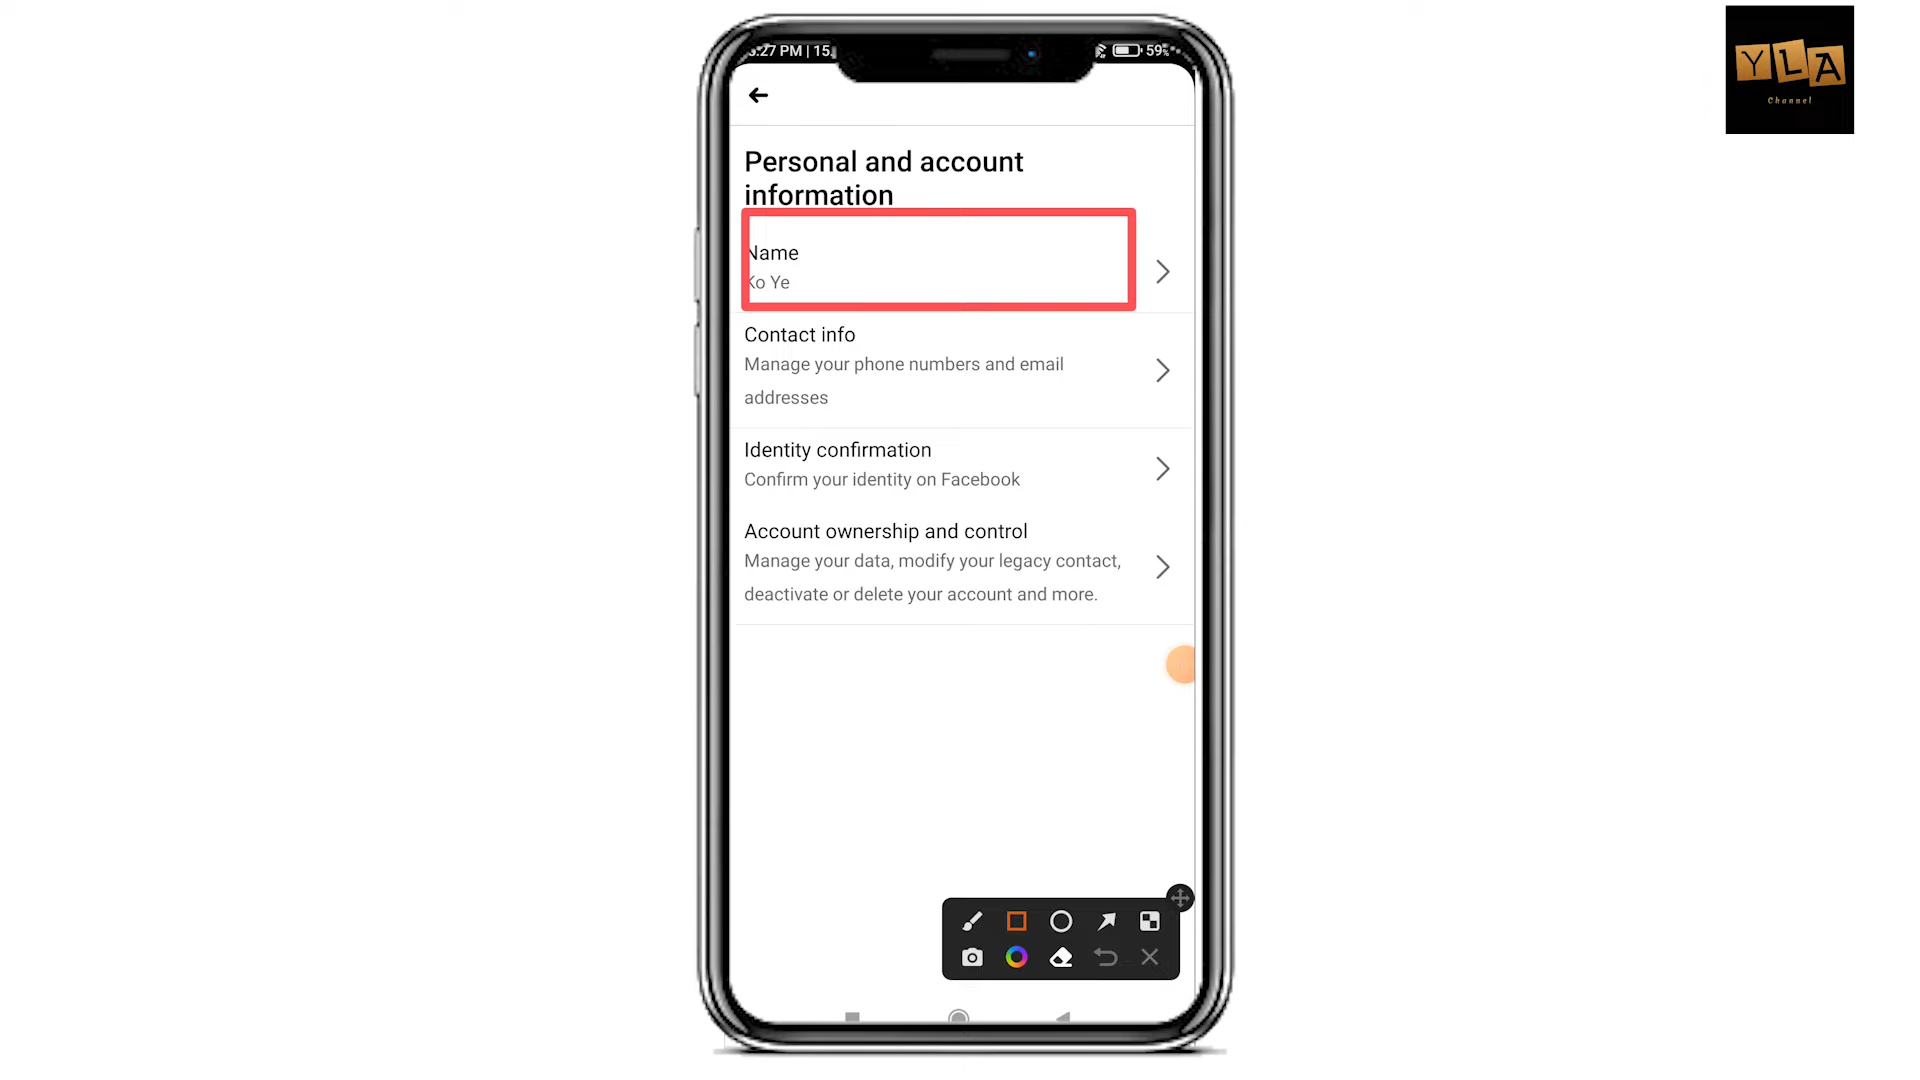 YLA
Channel
:27 PM | 15.
59%
Personal and account
information
Name
Ko Ye
Contact info
Manage your phone numbers and email
addresses
Identity confirmation
Confirm your identity on Facebook
Account ownership and control
Manage your data, modify your legacy contact,
deactivate or delete your account and more.